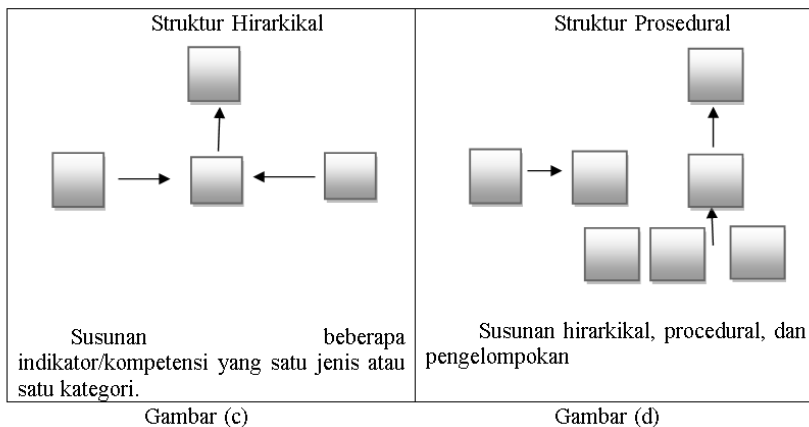 Struktur Hirarkikal
Susunan beberapa
indikator/kompetensi yang satu jenis atau
satu kategori.
Gambar (c)
Struktur Prosedural
Susunan hirarkikal, procedural, dan
pengelompokan
Gambar (d)